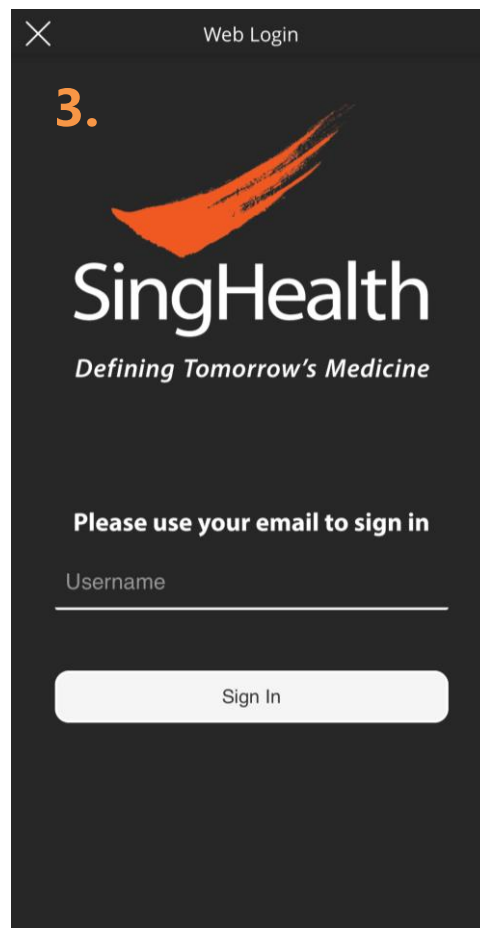 Web Login
3.
SingHealth
Defining Tomorrow's Medicine
Please use your email to sign in
Username
Sign In